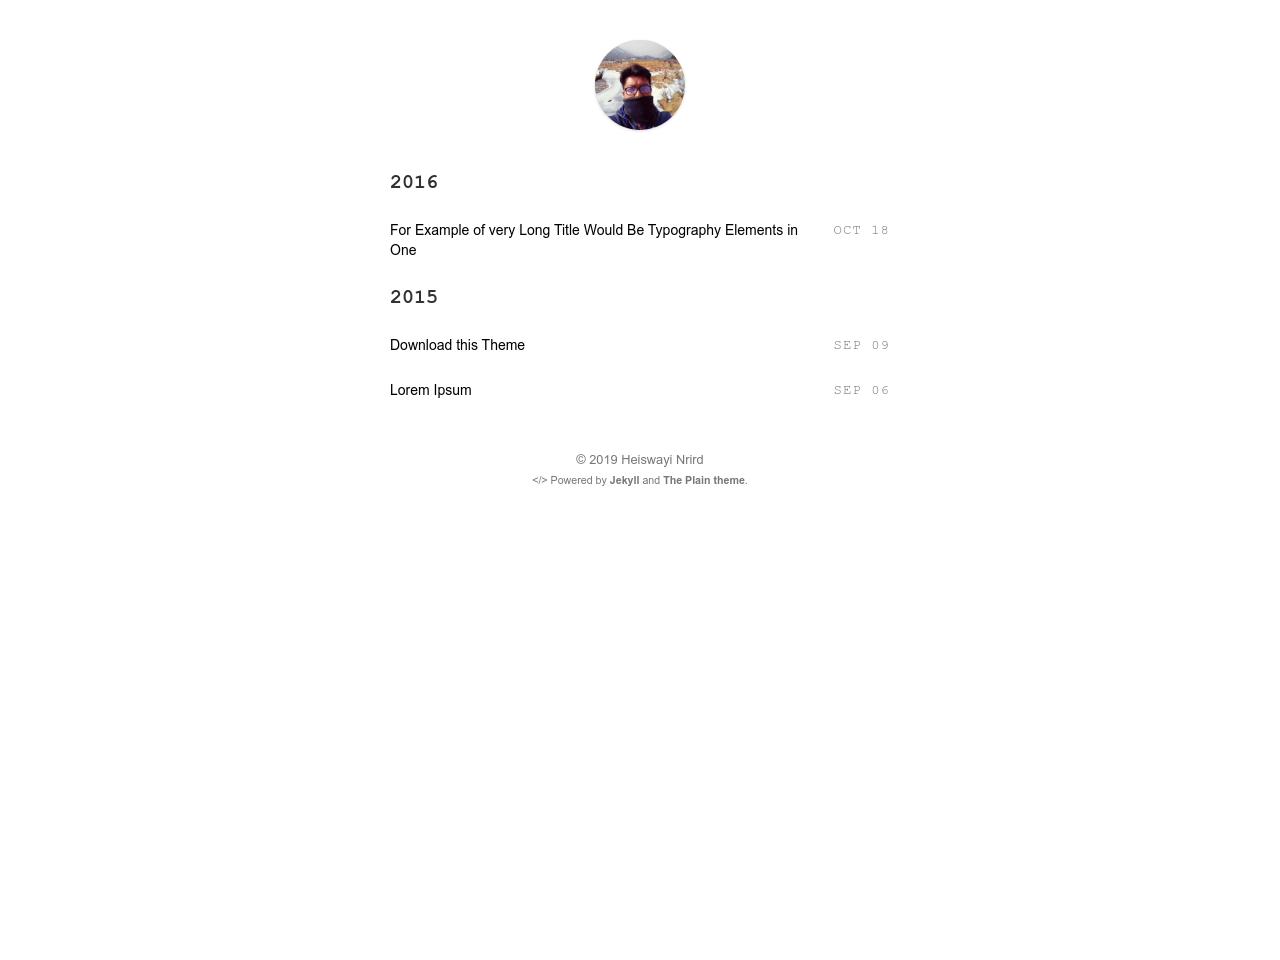 2016
For Example of very Long Title Would Be Typography Elements in OCT 18
One
2015
Download this Theme SEP 09
Lorem Ipsum SEP 06
© 2019 Heiswayi Nrird
</> Powered by Jekyll and The Plain theme.